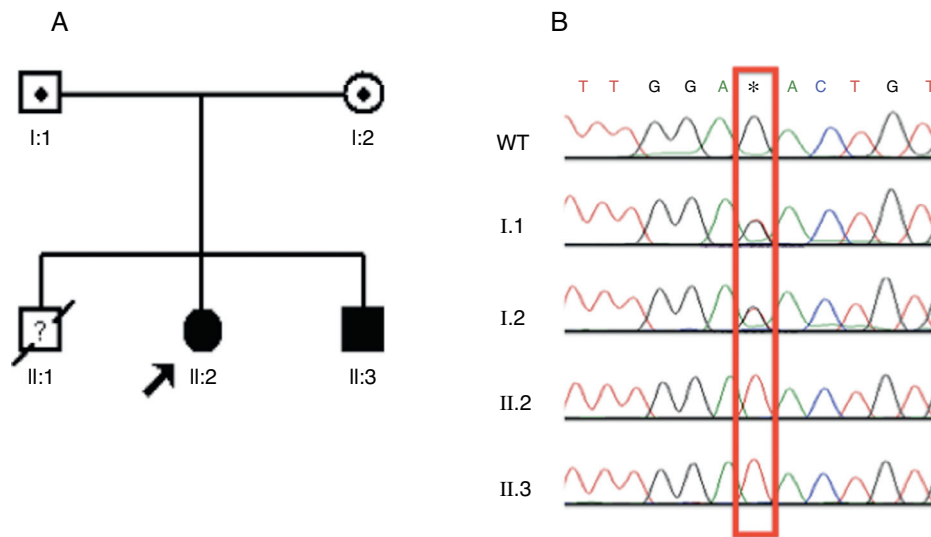 A
I:1
I:2
?
II:1
II:2
II:3
B
T T G G A * A C T G T
WT
I.1
I.2
II.2
II.3